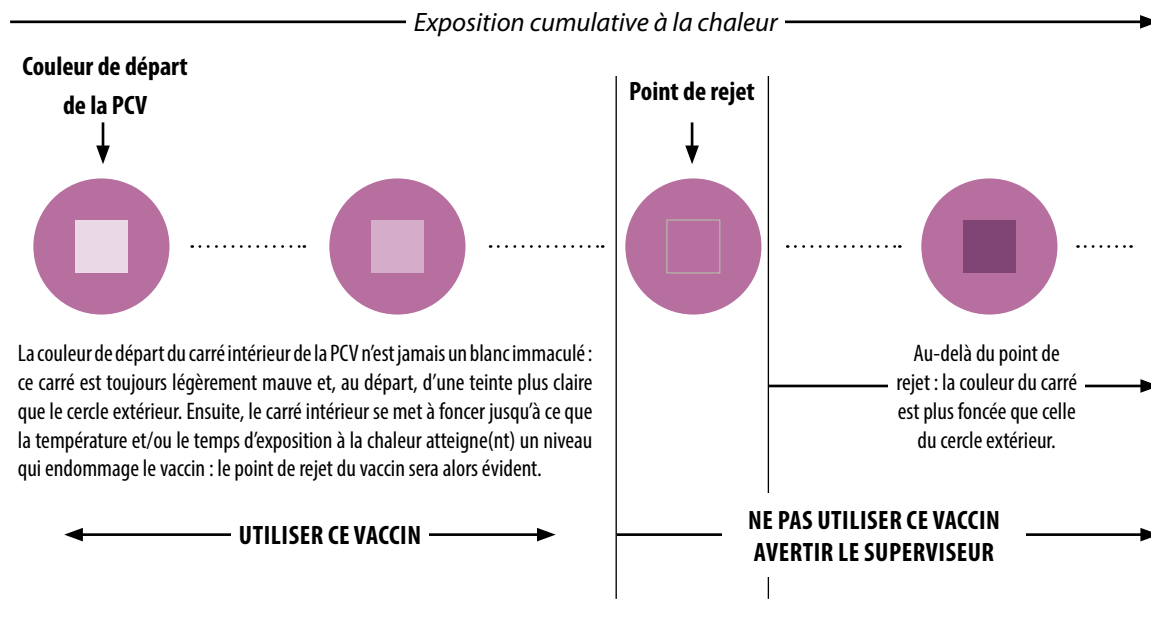 Exposition cumulative à la chaleur
Couleur de départ
de la PCV
Point de rejet
La couleur de départ du carré intérieur de la PCV n’est jamais un blanc immaculé :
ce carré est toujours légèrement mauve et, au départ, d’une teinte plus claire
que le cercle extérieur. Ensuite, le carré intérieur se met à foncer jusqu’à ce que
la température et/ou le temps d’exposition à la chaleur atteigne(nt) un niveau
qui endommage le vaccin : le point de rejet du vaccin sera alors évident.
Au-delà du point de
rejet : la couleur du carré
est plus foncée que celle
du cercle extérieur.
UTILISER CE VACCIN
NE PAS UTILISER CE VACCIN
AVERTIR LE SUPERVISEUR